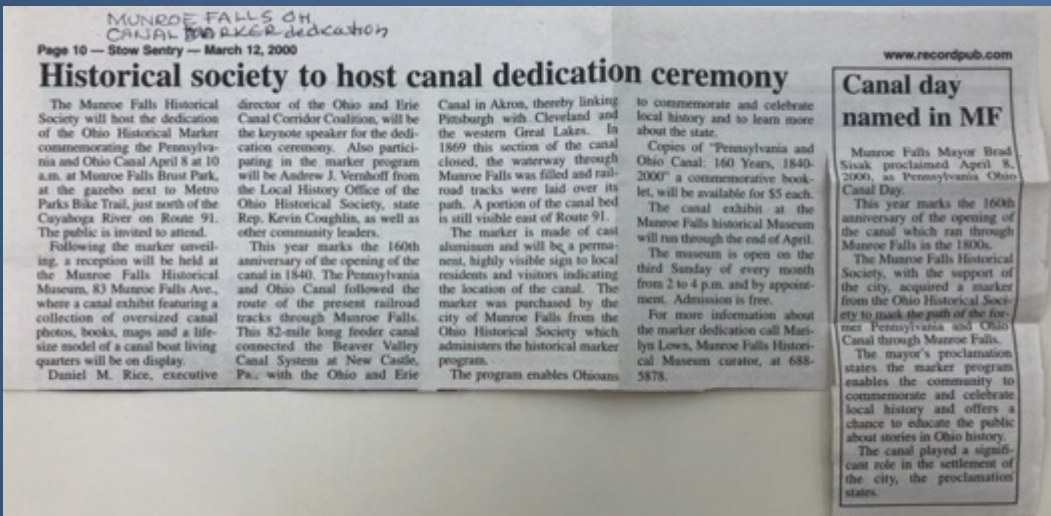 MUNROE FALLS OH
CANAL MARKER dedication
Page 10 — Stow Sentry — March 12, 2000
Historical society to host canal dedication ceremony
The Munroe Falls Historical
Society will host the dedication
of the Ohio Historical Marker
commemorating the Pennsylva-
nia and Ohio Canal April 8 at 10
a.m. at Munroe Falls Brust Park,
at the gazebo next to Metro
Parks Bike Trail, just north of the
Cuyahoga River on Route 91.
The public is invited to attend.
Following the marker unveil-
ing, a reception will be held at
the Munroe Falls Historical
Museum, 83 Munroe Falls Ave.,
where a canal exhibit featuring a
collection of oversized canal
photos, books, maps and a life-
size model of a canal boat living
quarters will be on display.
Daniel M. Rice, executive
director of the Ohio and Erie
Canal Corridor Coalition, will be
the keynote speaker for the dedi-
cation ceremony. Also partici-
pating in the marker program
will be Andrew J. Vernhoff from
the Local History Office of the
Ohio Historical Society, state
Rep. Kevin Coughlin, as well as
other community leaders.
This year marks the 160th
anniversary of the opening of the
canal in 1840. The Pennsylvania
and Ohio Canal followed the
route of the present railroad
tracks through Munroe Falls.
This 82-mile long feeder canal
connected the Beaver Valley
Canal System at New Castle,
Pa., with the Ohio and Erie
Canal in Akron, thereby linking
Pittsburgh with Cleveland and
the western Great Lakes. In
1869 this section of the canal
closed, the waterway through
Munroe Falls was filled and rail-
road tracks were laid over its
path. A portion of the canal bed
is still visible east of Route 91.
The marker is made of cast
aluminum and will be a perma-
nent, highly visible sign to local
residents and visitors indicating
the location of the canal. The
marker was purchased by the
city of Munroe Falls from the
Ohio Historical Society which
administers the historical marker
program.
The program enables Ohioans
to commemorate and celebrate
local history and to learn more
about the state.
Copies of "Pennsylvania and
Ohio Canal: 160 Years, 1840-
2000" a commemorative book-
let, will be available for $5 each.
The canal exhibit at the
Munroe Falls historical Museum
will run through the end of April.
The museum is open on the
third Sunday of every month
from 2 to 4 p.m. and by appoint-
ment. Admission is free.
For more information about
the marker dedication call Mari-
lyn Lown, Munroe Falls Histori-
cal Museum curator, at 688-
5878.
www.recordpub.com
Canal day
named in MF
Munroe Falls Mayor Brad
Sisak proclaimed April 8,
2000, as Pennsylvania Ohio
Canal Day.
This year marks the 160th
anniversary of the opening of
the canal which ran through
Munroe Falls in the 1800s.
The Munroe Falls Historical
Society, with the support of
the city, acquired a marker
from the Ohio Historical Soci-
ety to mark the path of the for-
mer Pennsylvania and Ohio
Canal through Munroe Falls.
The mayor's proclamation
states the marker program
enables the community to
commemorate and celebrate
local history and offers a
chance to educate the public
about stories in Ohio history.
The canal played a signifi-
cant role in the settlement of
the city, the proclamation
states.